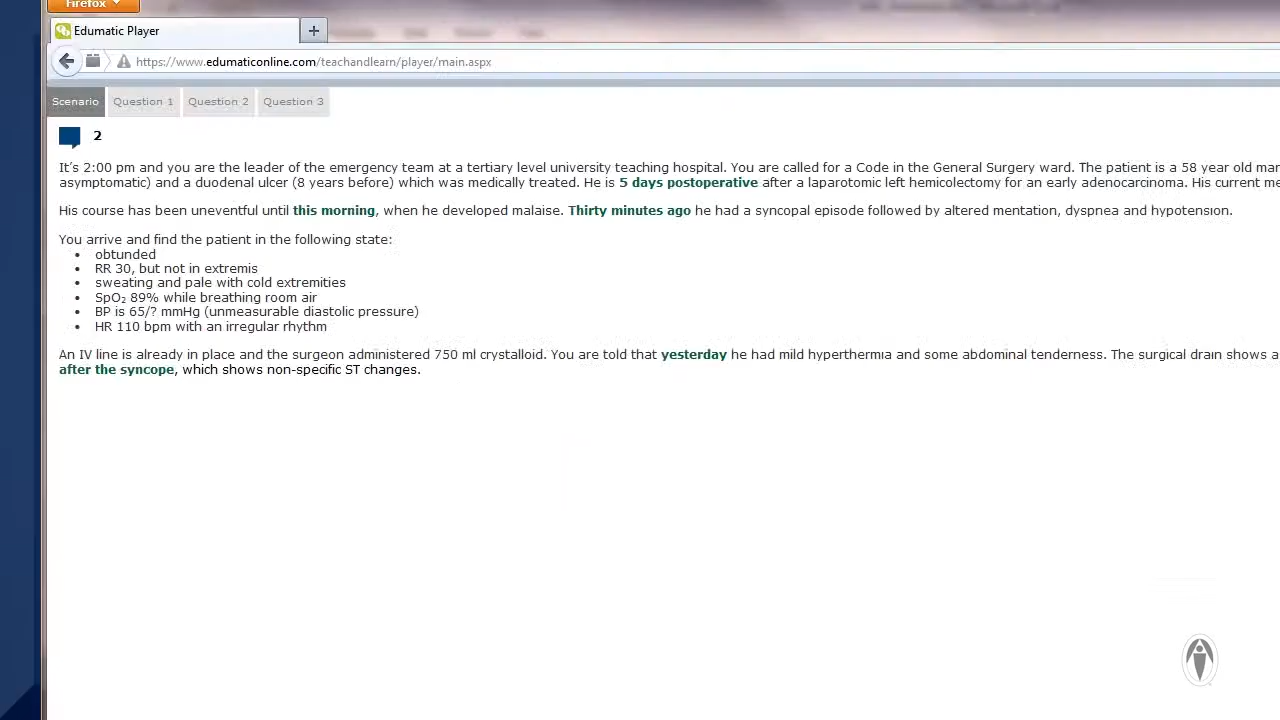 Firefox
Edumatic Player
https://www.edumaticonline.com/teachandlearn/player/main.aspx
Scenario Question 1 Question 2 Question 3
2
It's 2:00 pm and you are the leader of the emergency team at a tertiary level university teaching hospital. You are called for a Code in the General Surgery ward. The patient is a 58 year old man
asymptomatic) and a duodenal ulcer (8 years before) which was medically treated. He is 5 days postoperative after a laparotomic left hemicolectomy for an early adenocarcinoma. His current me
His course has been uneventful until this morning, when he developed malaise. Thirty minutes ago he had a syncopal episode followed by altered mentation, dyspnea and hypotension.
You arrive and find the patient in the following state:
• obtunded
• RR 30, but not in extremis
• sweating and pale with cold extremities
• SpO₂ 89% while breathing room air
• BP is 65/? mmHg (unmeasurable diastolic pressure)
• HR 110 bpm with an irregular rhythm
An IV line is already in place and the surgeon administered 750 ml crystalloid. You are told that yesterday he had mild hyperthermia and some abdominal tenderness. The surgical drain shows a
after the syncope, which shows non-specific ST changes.